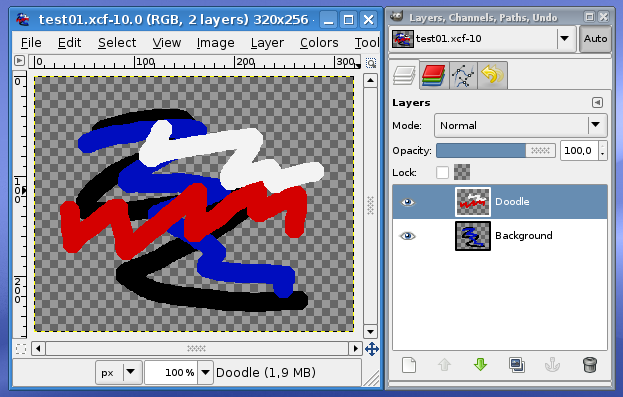 test01.xcf-10.0 (RGB, 2 layers) 320x256
File Edit Select View Image Layer Colors Tool
0 100 200 300
0
100
200
px 100 % Doodle (1,9 MB)
Layers, Channels, Paths, Undo
test01.xcf-10 Auto
Layers
Mode: Normal
Opacity: 100,0
Lock:
Doodle
Background